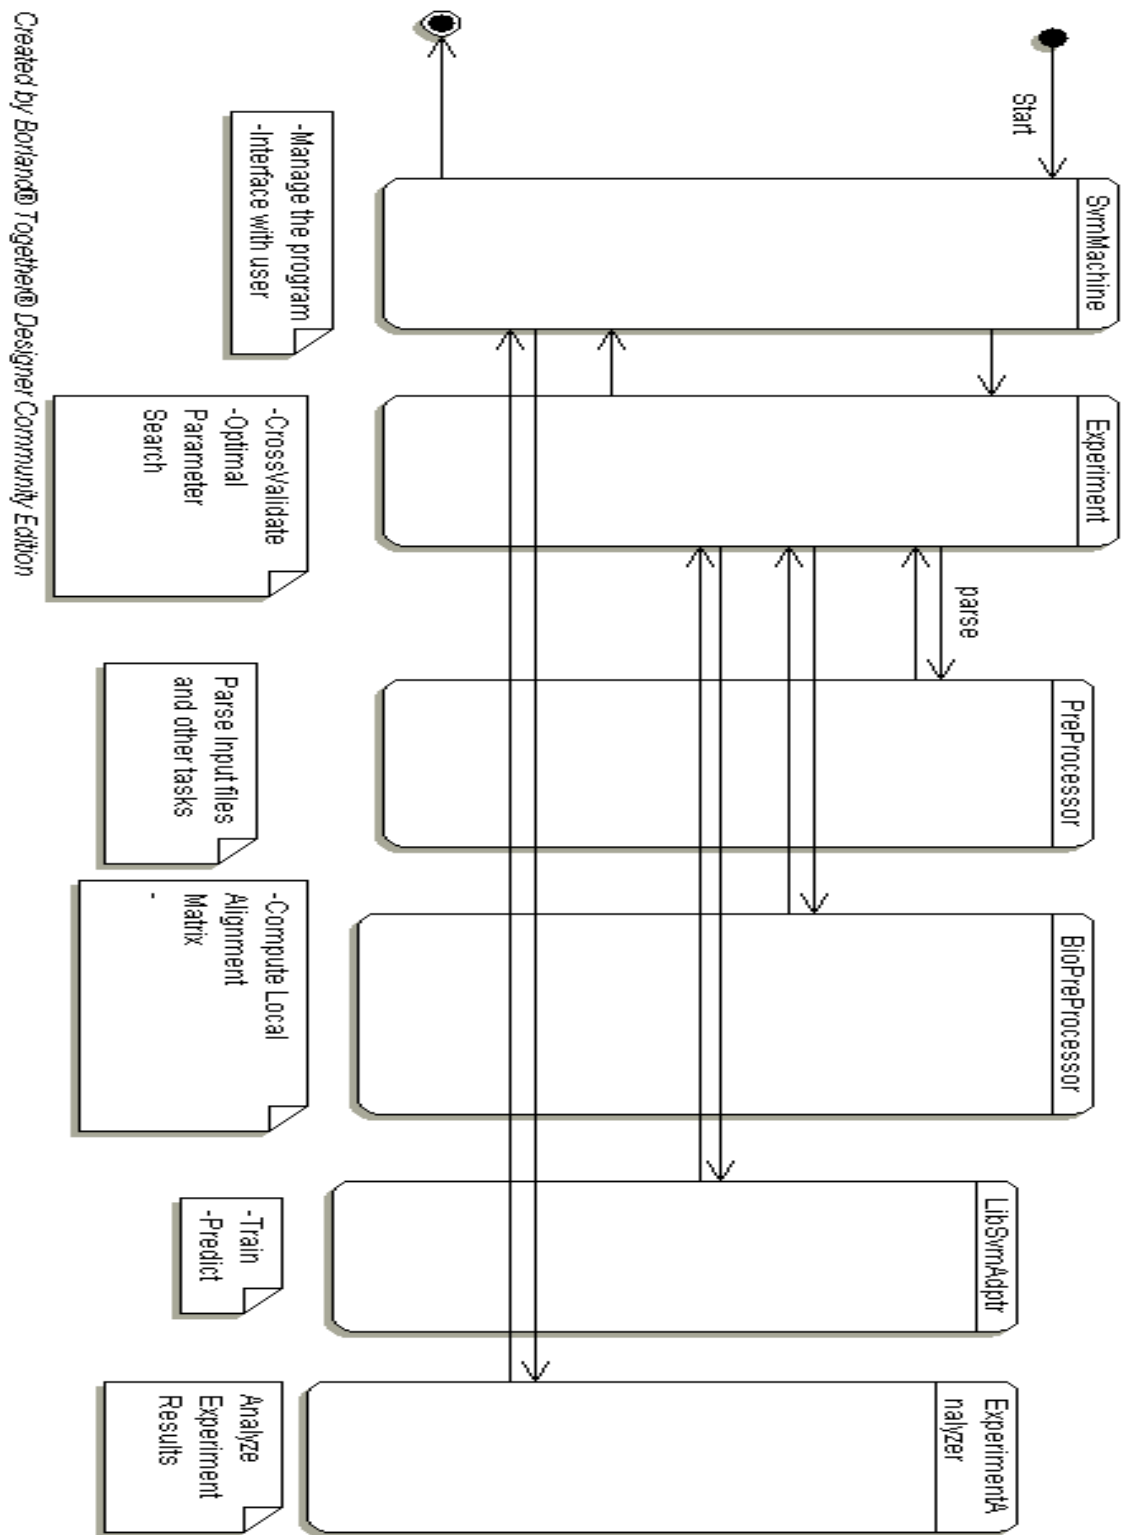 Start
SvmMachine
Experiment
parse
PreProcessor
BioPreProcessor
LibSvmAdptr
ExperimentA
nalyzer
-Manage the program
-Interface with user
-CrossValidate
-Optimal
Parameter
Search
Parse Input files
and other tasks
-Compute Local
Alignment
Matrix
-
-Train
-Predict
Analyze
Experiment
Results
Created by Borland® Together® Designer Community Edition